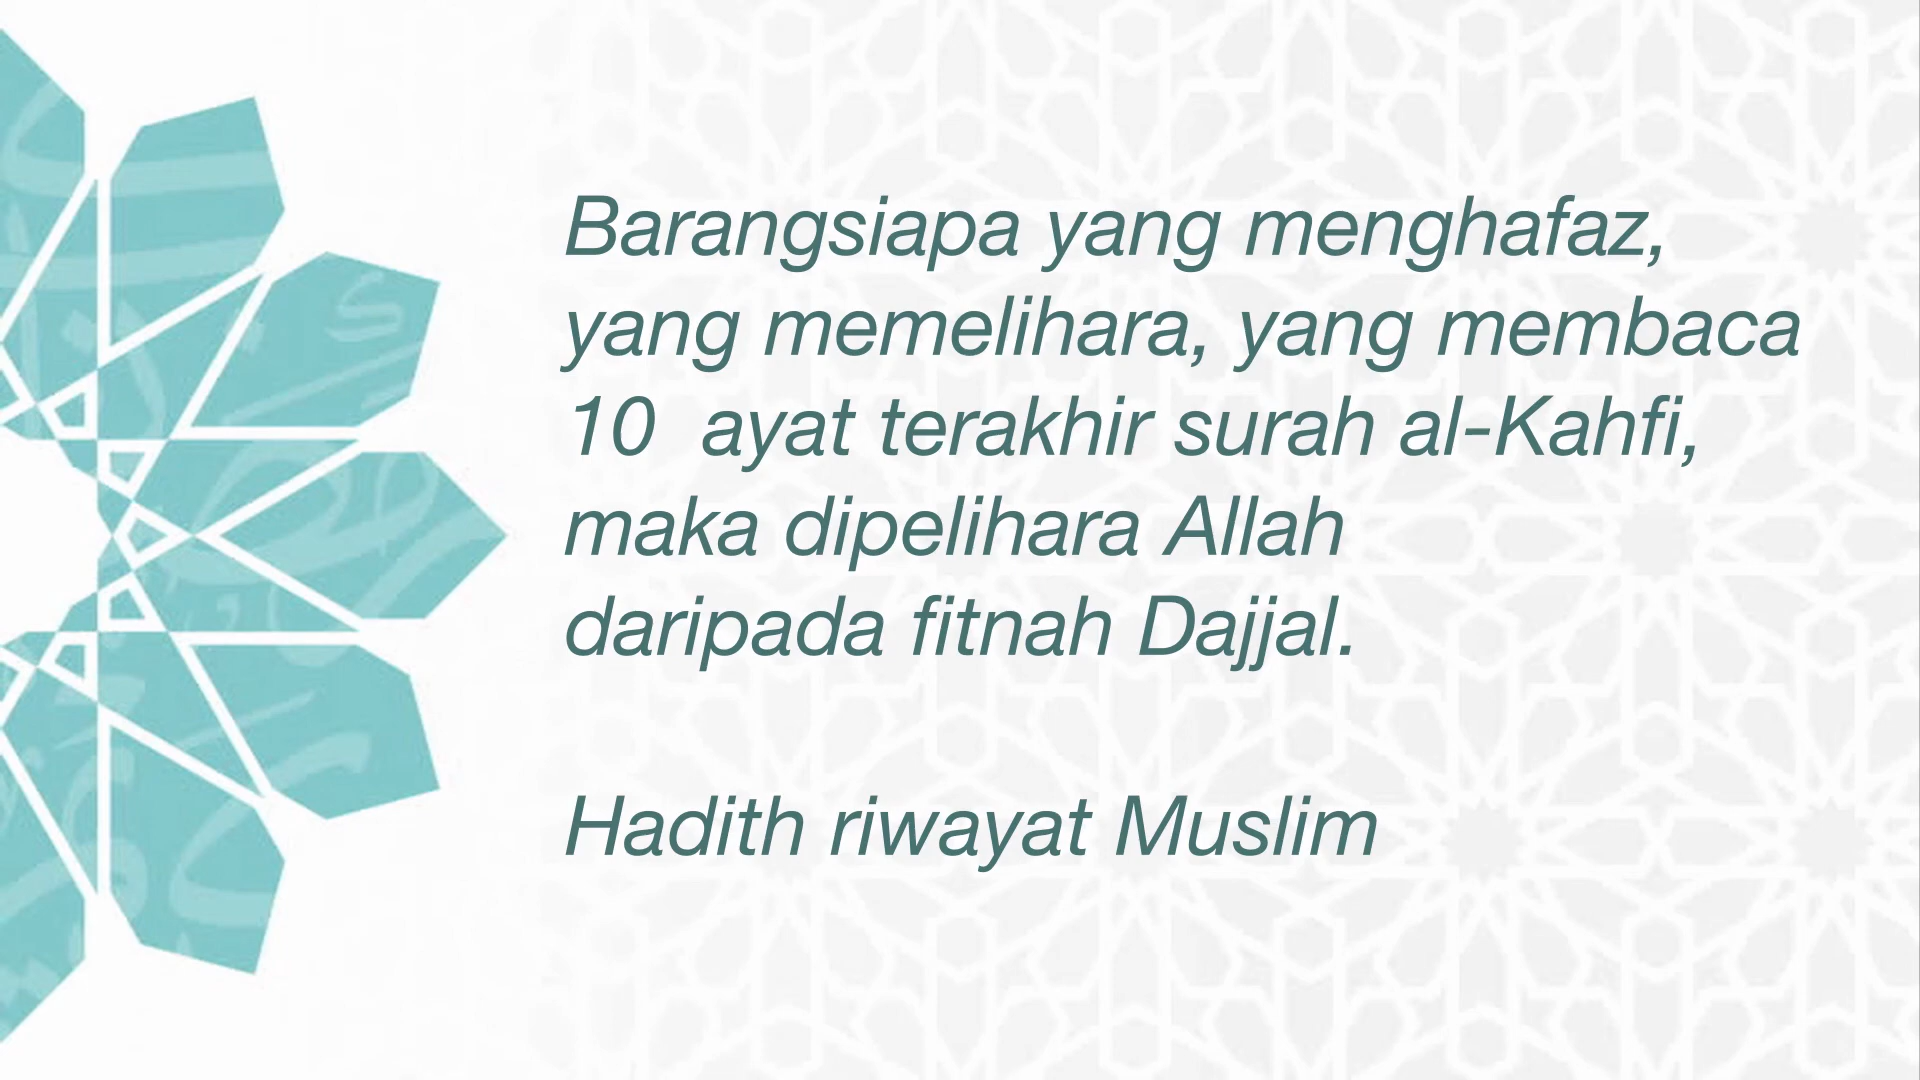 Barangsiapa yang menghafaz,
yang memelihara, yang membaca
10  ayat terakhir surah al-Kahfi,
maka dipelihara Allah
daripada fitnah Dajjal.
Hadith riwayat Muslim